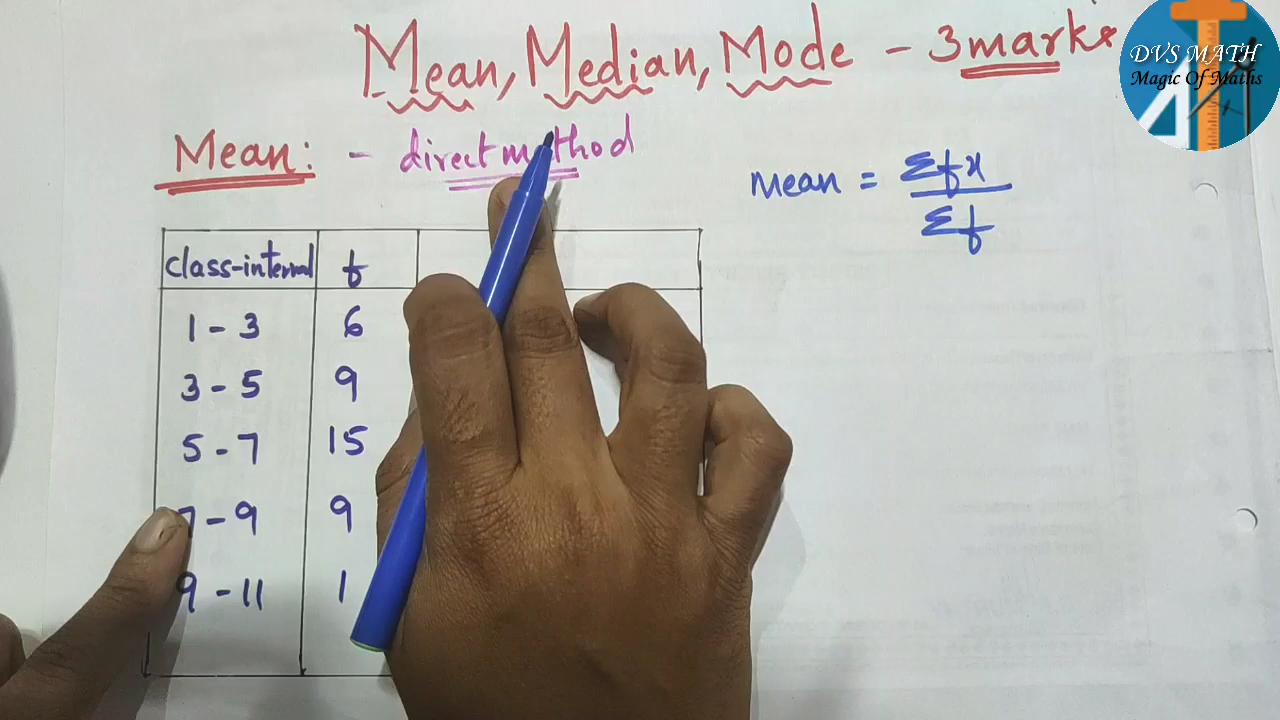 Mean, Median, Mode - 3 marks
DVS MATH
Magic Of Maths
Mean: - direct method
mean = Σfx / Σf
class-interval f
1 - 3 6
3 - 5 9
5 - 7 15
7 - 9 9
9 - 11 1